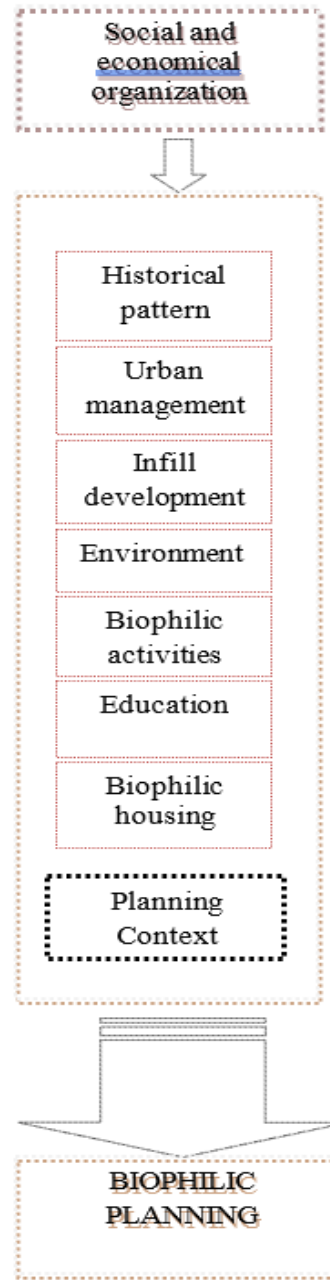 Social and
economical
organization
Historical
pattern
Urban
management
Infill
development
Environment
Biophilic
activities
Education
Biophilic
housing
Planning
Context
BIOPHILIC
PLANNING